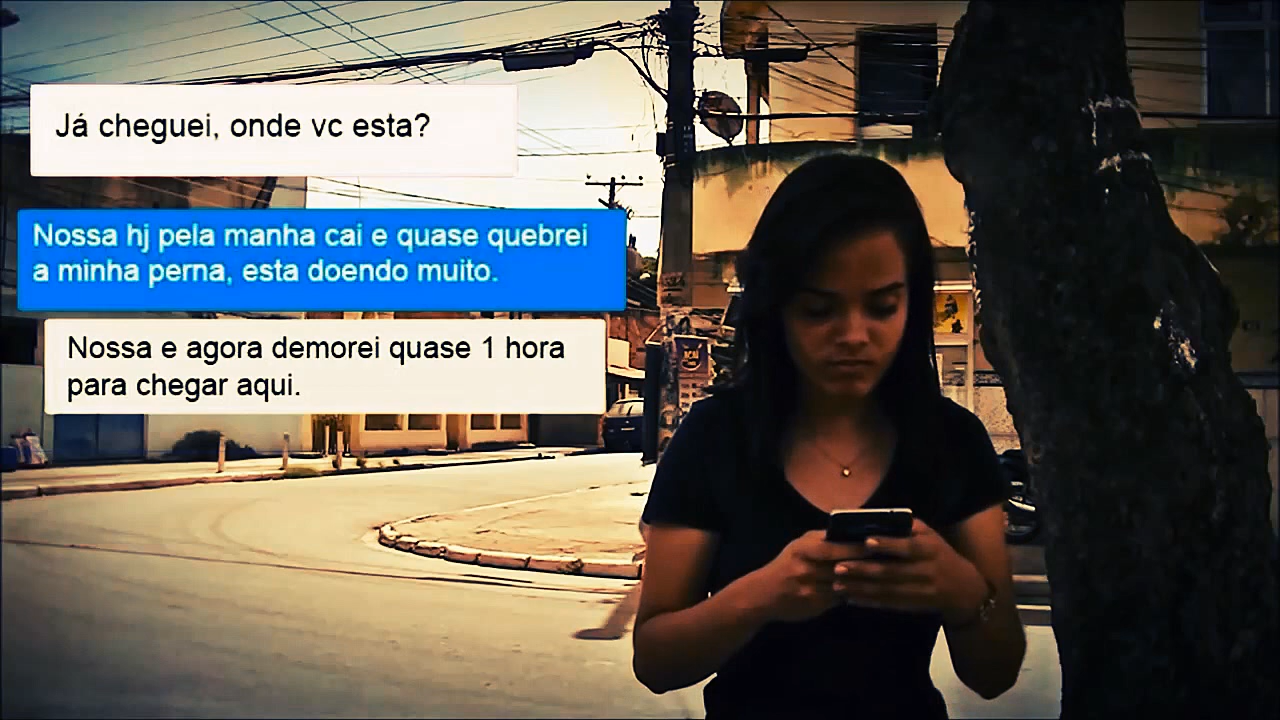 Já cheguei, onde vc esta?
Nossa hj pela manha cai e quase quebrei
a minha perna, esta doendo muito.
Nossa e agora demorei quase 1 hora
para chegar aqui.
AÇAÍ